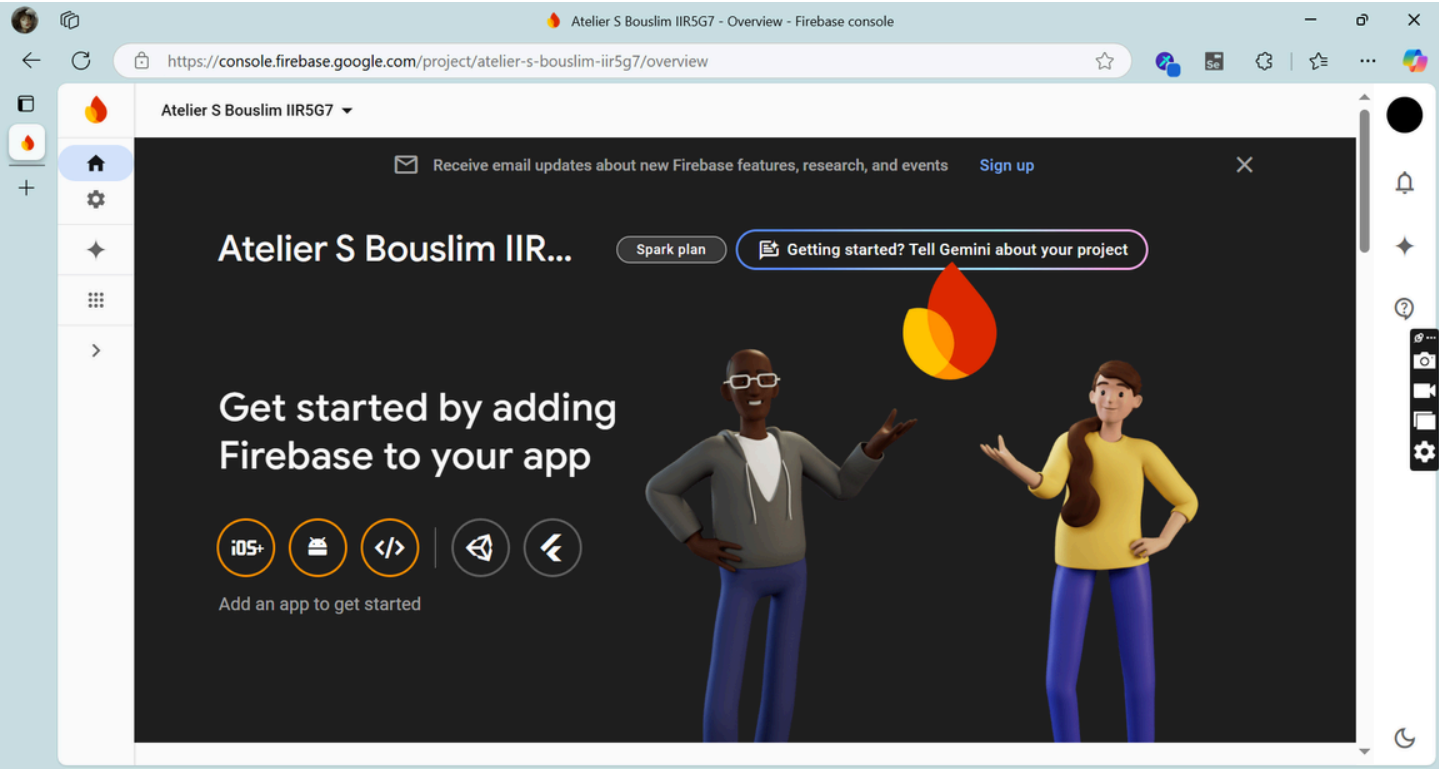 Atelier S Bouslim IIR5G7 - Overview - Firebase console
https://console.firebase.google.com/project/atelier-s-bouslim-iir5g7/overview
Se
Atelier S Bouslim IIR5G7
Receive email updates about new Firebase features, research, and events Sign up
Atelier S Bouslim IIR... Spark plan Getting started? Tell Gemini about your project
Get started by adding
Firebase to your app
iOS+ </>
Add an app to get started